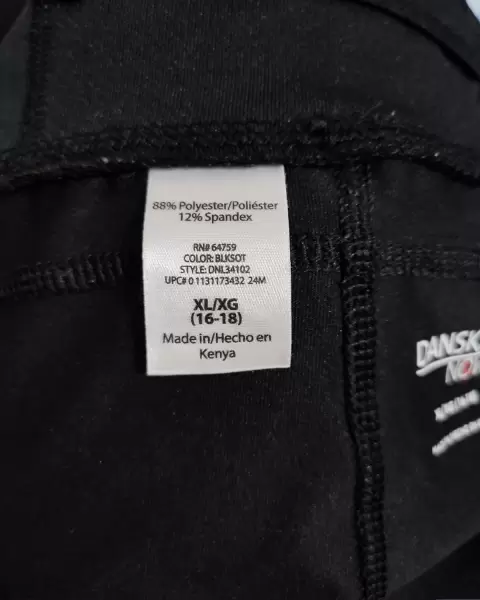 88% Polyester/Poliéster
12% Spandex
RN# 64759
COLOR: BLKSOT
STYLE: DNL34102
UPC# 0 1131173432 24M
XL/XG
(16-18)
Made in/Hecho en
Kenya
DANSK